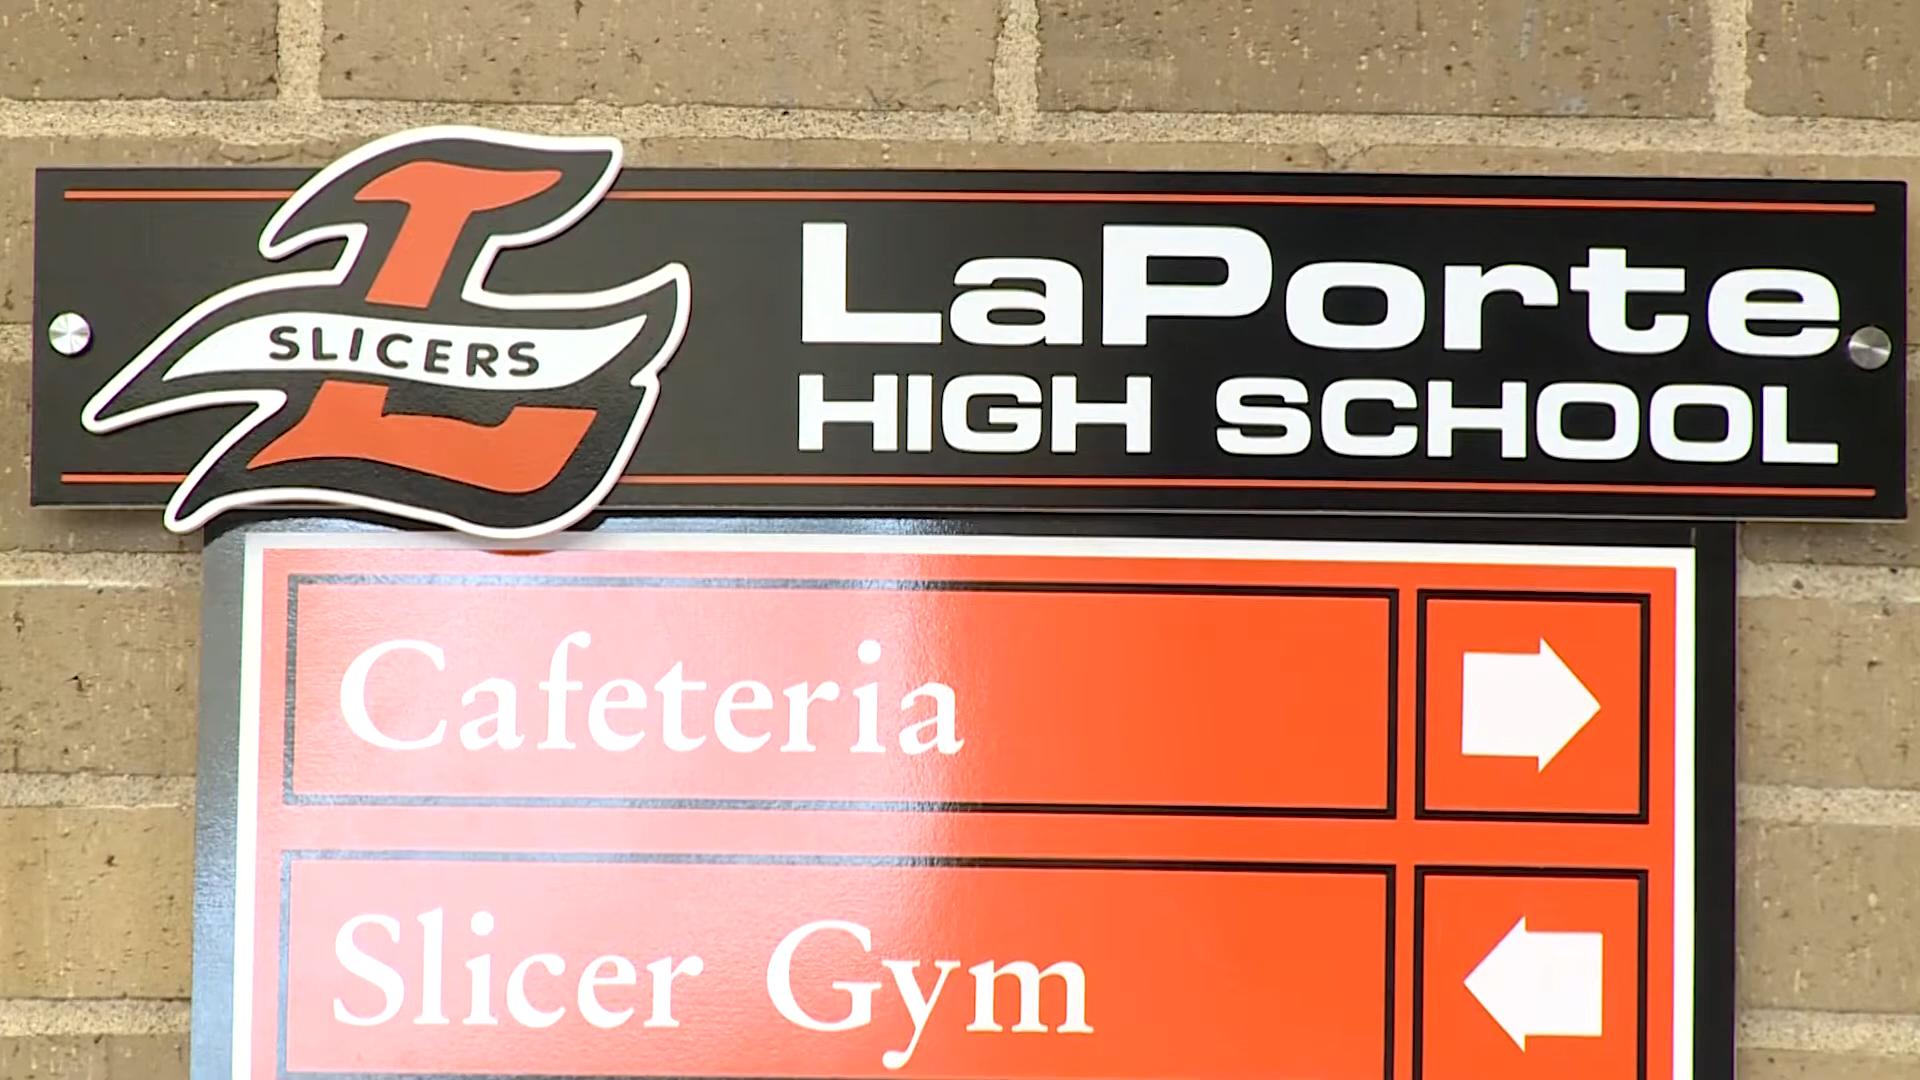 SLICERS
LaPorte
HIGH SCHOOL
Cafeteria
Slicer Gym